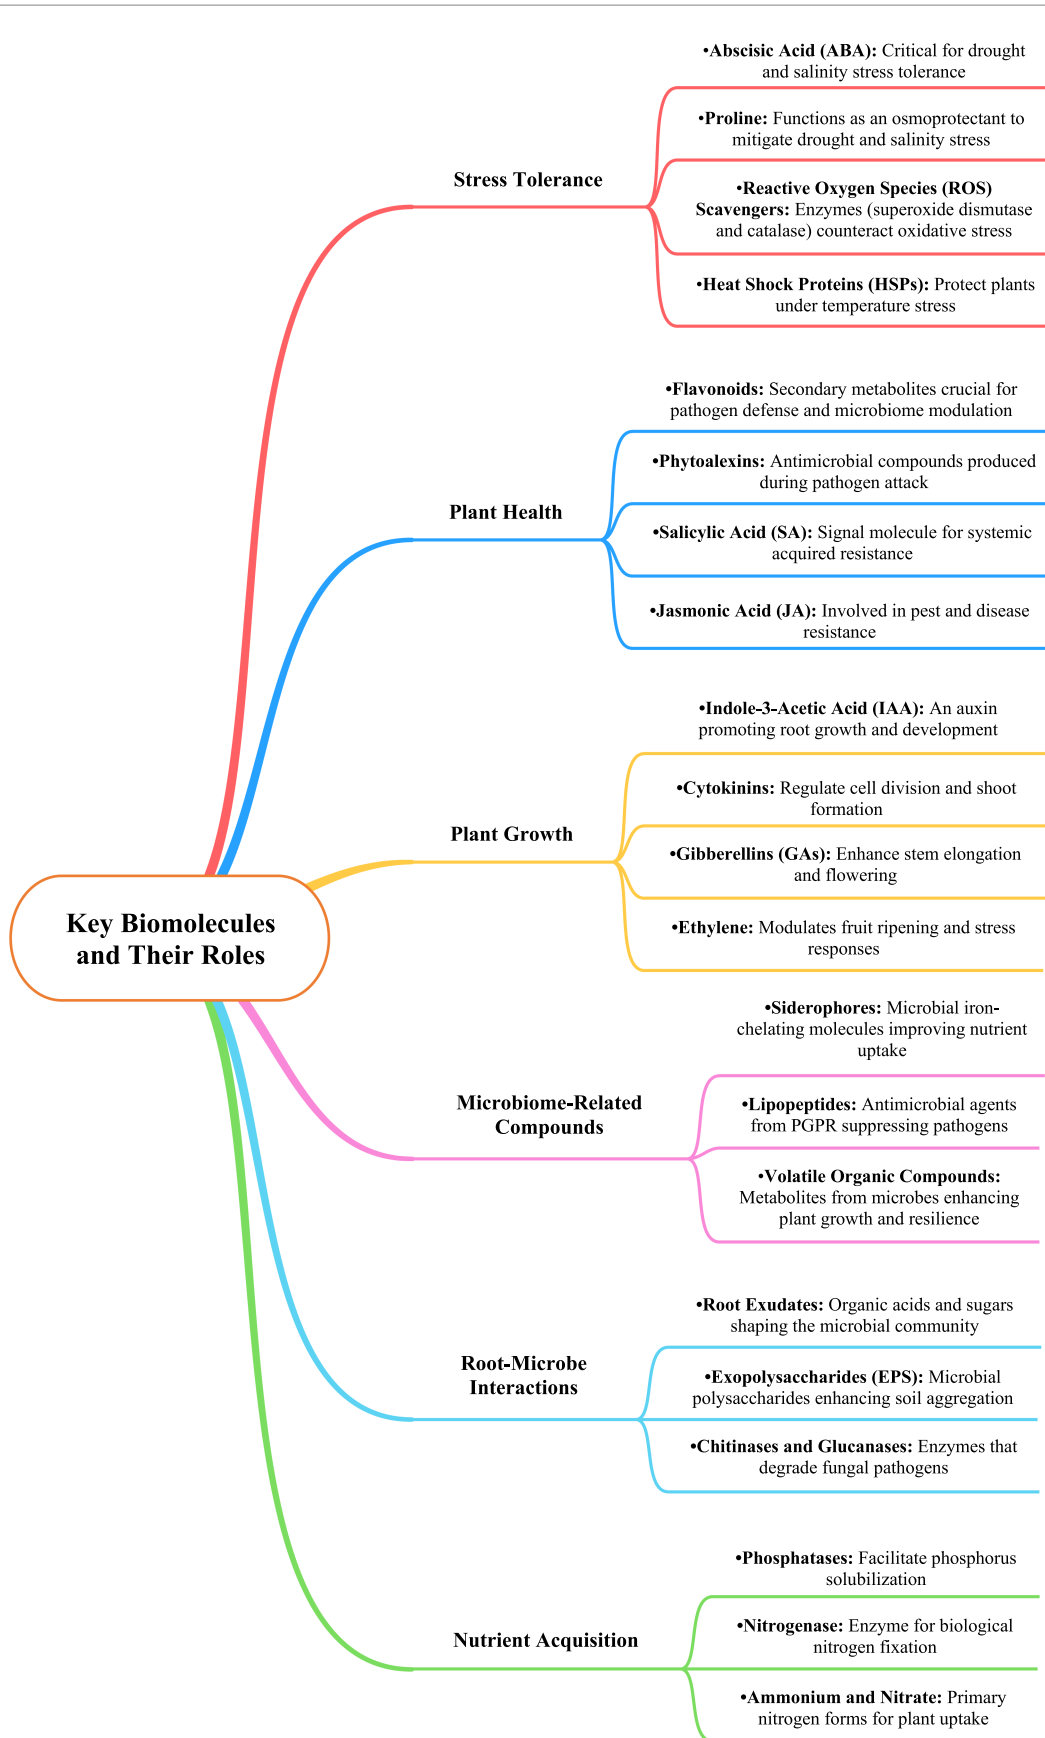 •Abscisic Acid (ABA): Critical for drought
and salinity stress tolerance
•Proline: Functions as an osmoprotectant to
mitigate drought and salinity stress
Stress Tolerance
•Reactive Oxygen Species (ROS)
Scavengers: Enzymes (superoxide dismutase
and catalase) counteract oxidative stress
•Heat Shock Proteins (HSPs): Protect plants
under temperature stress
•Flavonoids: Secondary metabolites crucial for
pathogen defense and microbiome modulation
•Phytoalexins: Antimicrobial compounds produced
during pathogen attack
Plant Health
•Salicylic Acid (SA): Signal molecule for systemic
acquired resistance
•Jasmonic Acid (JA): Involved in pest and disease
resistance
•Indole-3-Acetic Acid (IAA): An auxin
promoting root growth and development
•Cytokinins: Regulate cell division and shoot
formation
Plant Growth
•Gibberellins (GAs): Enhance stem elongation
and flowering
•Ethylene: Modulates fruit ripening and stress
responses
Key Biomolecules
and Their Roles
•Siderophores: Microbial iron-
chelating molecules improving nutrient
uptake
Microbiome-Related
Compounds
•Lipopeptides: Antimicrobial agents
from PGPR suppressing pathogens
•Volatile Organic Compounds:
Metabolites from microbes enhancing
plant growth and resilience
•Root Exudates: Organic acids and sugars
shaping the microbial community
Root-Microbe
Interactions
•Exopolysaccharides (EPS): Microbial
polysaccharides enhancing soil aggregation
•Chitinases and Glucanases: Enzymes that
degrade fungal pathogens
•Phosphatases: Facilitate phosphorus
solubilization
Nutrient Acquisition
•Nitrogenase: Enzyme for biological
nitrogen fixation
•Ammonium and Nitrate: Primary
nitrogen forms for plant uptake